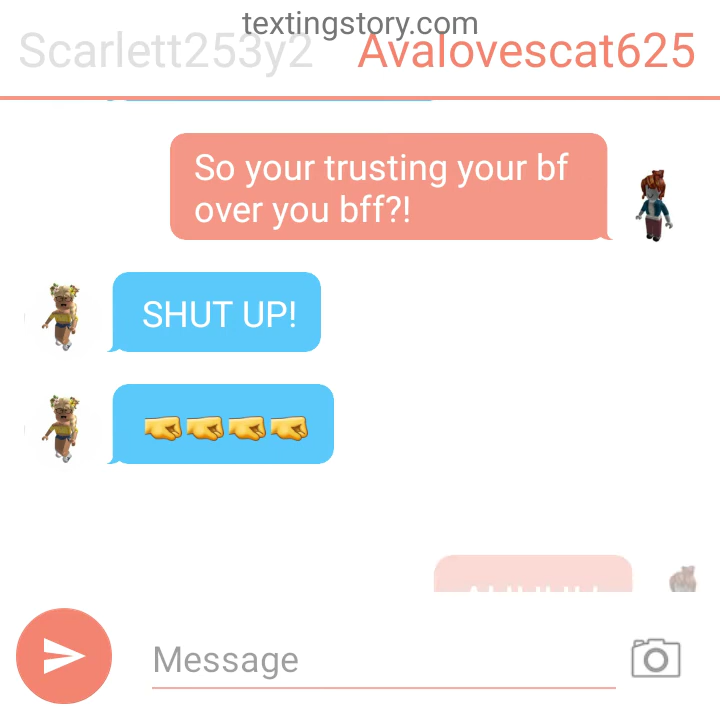 textingstory.com
Scarlett253y2 Avalovescat625
So your trusting your bf
over you bff?!
SHUT UP!
🤜🤜🤜🤜
Message